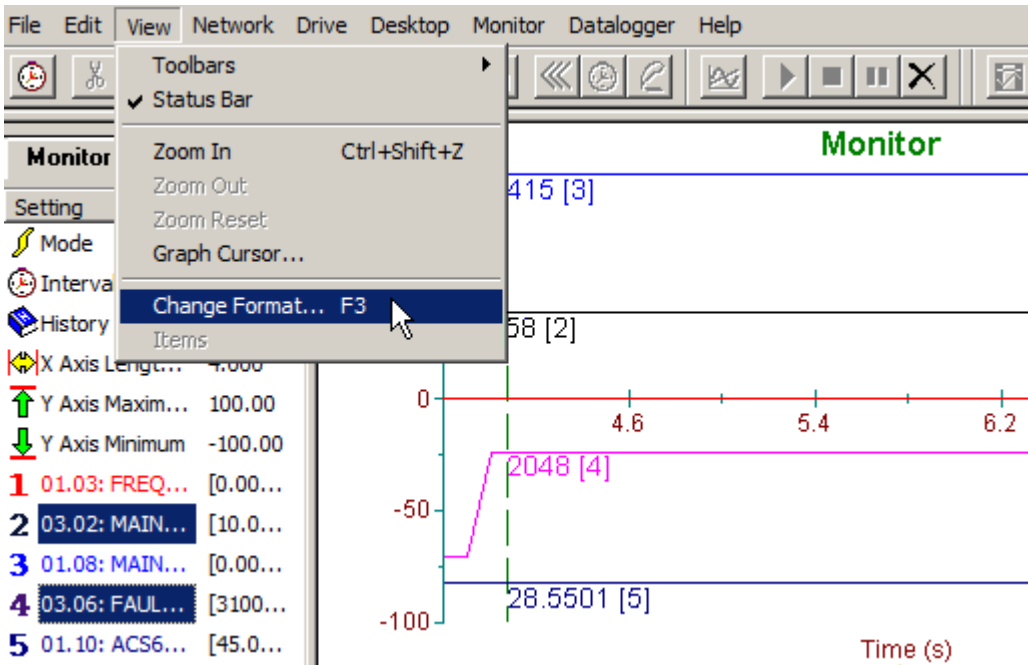 File Edit View Network Drive Desktop Monitor Datalogger Help
Toolbars
Status Bar
Zoom In Ctrl+Shift+Z
Zoom Out
Zoom Reset
Graph Cursor...
Change Format... F3
Items
Monitor
Setting
Mode
Interva
History
X Axis Lengt... 4.000
Y Axis Maxim... 100.00
Y Axis Minimum -100.00
1 01.03: FREQ... [0.00...
2 03.02: MAIN... [10.0...
3 01.08: MAIN... [0.00...
4 03.06: FAUL... [3100...
5 01.10: ACS6... [45.0...
Monitor
415 [3]
58 [2]
0
4.6 5.4 6.2
2048 [4]
-50
28.5501 [5]
-100
Time (s)